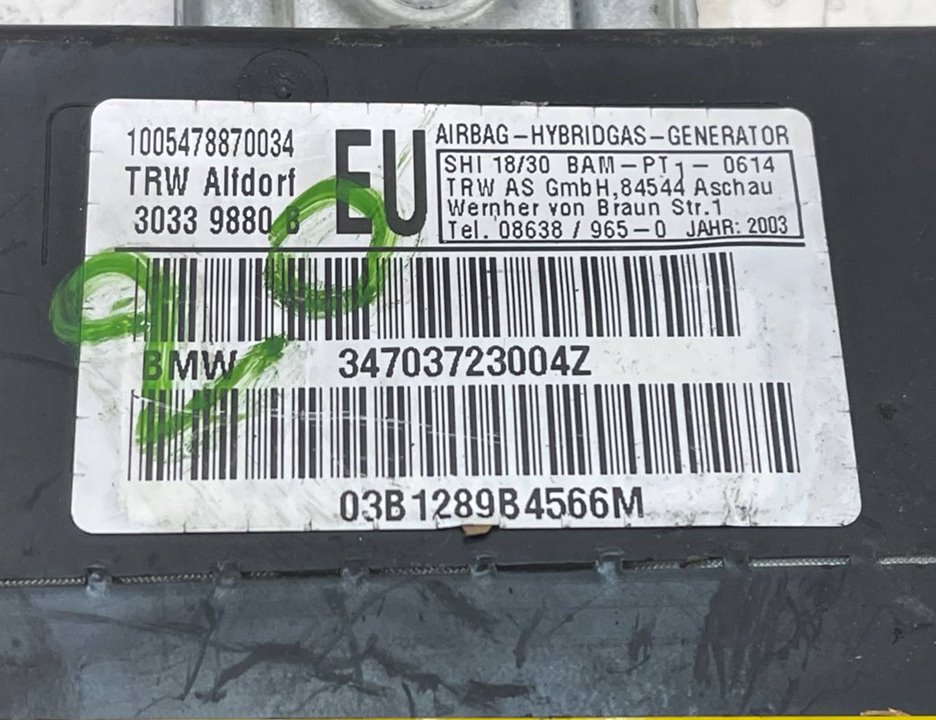 1005478870034
TRW Alfdorf
3033 9880 B
EU
AIRBAG-HYBRIDGAS-GENERATOR
SHI 18/30 BAM-PT1-0614
TRW AS GmbH,84544 Aschau
Wernher von Braun Str.1
Tel. 08638 / 965-0 JAHR: 2003
BMW 34703723004Z
03B1289B4566M